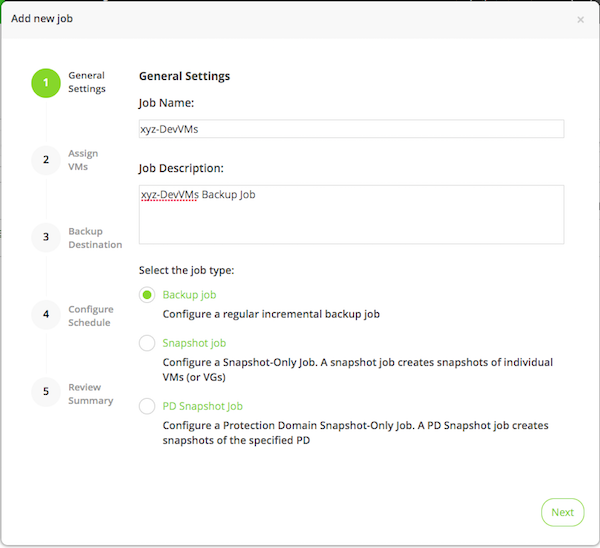 Add new job
×
1
General
Settings
2
Assign
VMs
3
Backup
Destination
4
Configure
Schedule
5
Review
Summary
General Settings
Job Name:
xyz-DevVMs
Job Description:
xyz-DevVMs Backup Job
Select the job type:
Backup job
Configure a regular incremental backup job
Snapshot job
Configure a Snapshot-Only Job. A snapshot job creates snapshots of individual
VMs (or VGs)
PD Snapshot Job
Configure a Protection Domain Snapshot-Only Job. A PD Snapshot job creates
snapshots of the specified PD
Next